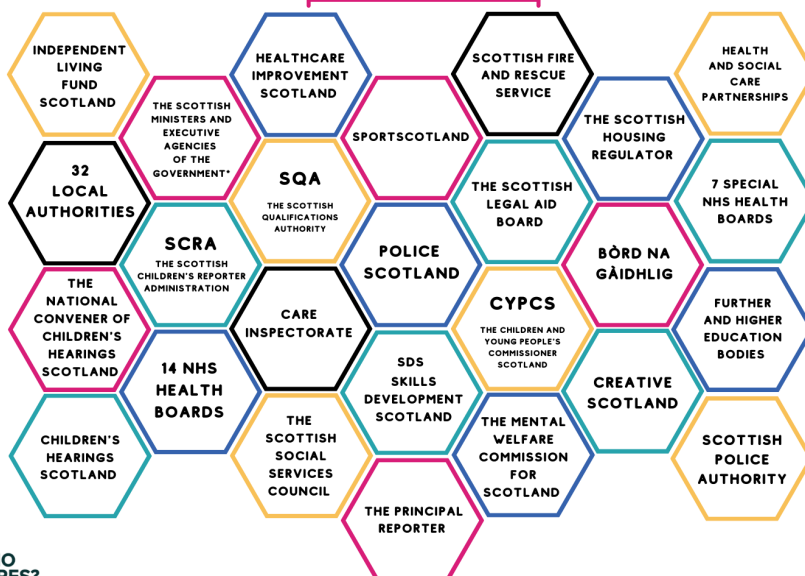 INDEPENDENT
LIVING
FUND
SCOTLAND
HEALTHCARE
IMPROVEMENT
SCOTLAND
SCOTTISH FIRE
AND RESCUE
SERVICE
HEALTH
AND SOCIAL
CARE
PARTNERSHIPS
THE SCOTTISH
MINISTERS AND
EXECUTIVE
AGENCIES
OF THE
GOVERNMENT*
SPORTSCOTLAND
THE SCOTTISH
HOUSING
REGULATOR
32
LOCAL
AUTHORITIES
SQA
THE SCOTTISH
QUALIFICATIONS
AUTHORITY
THE SCOTTISH
LEGAL AID
BOARD
7 SPECIAL
NHS HEALTH
BOARDS
SCRA
THE SCOTTISH
CHILDREN'S REPORTER
ADMINISTRATION
POLICE
SCOTLAND
BÒRD NA
GÀIDHLIG
THE
NATIONAL
CONVENER OF
CHILDREN'S
HEARINGS
SCOTLAND
CARE
INSPECTORATE
CYPCS
THE CHILDREN AND
YOUNG PEOPLE'S
COMMISSIONER
SCOTLAND
FURTHER
AND HIGHER
EDUCATION
BODIES
14 NHS
HEALTH
BOARDS
SDS
SKILLS
DEVELOPMENT
SCOTLAND
CREATIVE
SCOTLAND
CHILDREN'S
HEARINGS
SCOTLAND
THE
SCOTTISH
SOCIAL
SERVICES
COUNCIL
THE MENTAL
WELFARE
COMMISSION
FOR
SCOTLAND
SCOTTISH
POLICE
AUTHORITY
THE PRINCIPAL
REPORTER